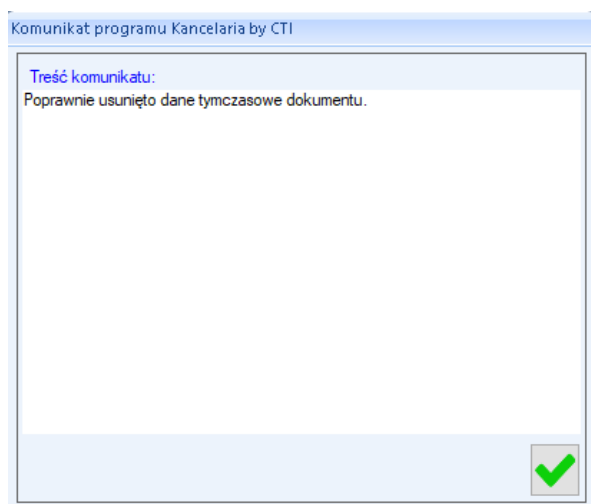 Komunikat programu Kancelaria by CTI
Treść komunikatu:
Poprawnie usunięto dane tymczasowe dokumentu.